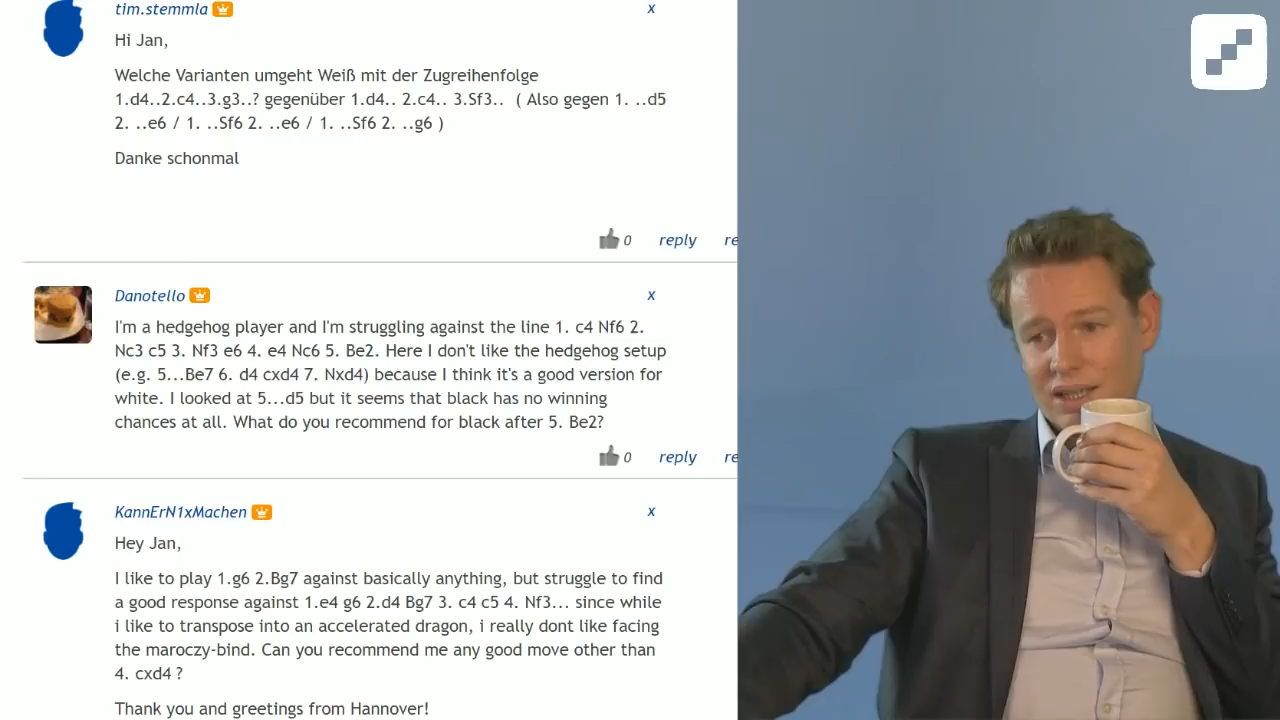 tim.stemmla
x
Hi Jan,
Welche Varianten umgeht Weiß mit der Zugreihenfolge
1.d4..2.c4..3.g3..? gegenüber 1.d4.. 2.c4.. 3.Sf3.. ( Also gegen 1. ..d5
2. ..e6 / 1. ..Sf6 2. ..e6 / 1. ..Sf6 2. ..g6 )
Danke schonmal
0 reply re
Danotello
x
I'm a hedgehog player and I'm struggling against the line 1. c4 Nf6 2.
Nc3 c5 3. Nf3 e6 4. e4 Nc6 5. Be2. Here I don't like the hedgehog setup
(e.g. 5...Be7 6. d4 cxd4 7. Nxd4) because I think it's a good version for
white. I looked at 5...d5 but it seems that black has no winning
chances at all. What do you recommend for black after 5. Be2?
0 reply re
KannErN1xMachen
x
Hey Jan,
I like to play 1.g6 2.Bg7 against basically anything, but struggle to find
a good response against 1.e4 g6 2.d4 Bg7 3. c4 c5 4. Nf3... since while
i like to transpose into an accelerated dragon, i really dont like facing
the maroczy-bind. Can you recommend me any good move other than
4. cxd4 ?
Thank you and greetings from Hannover!